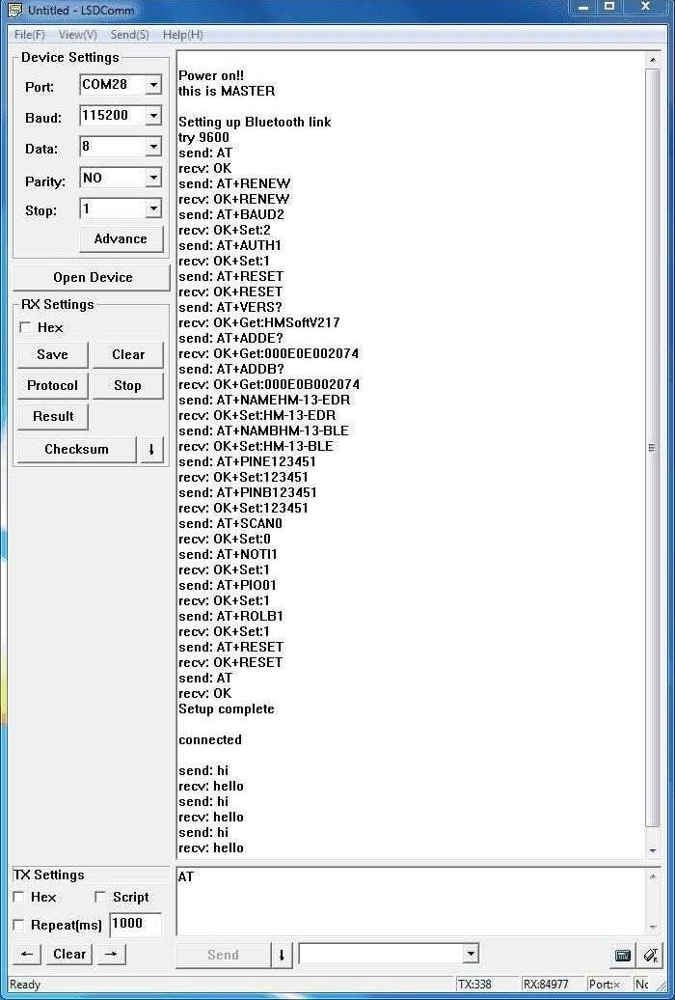 Untitled - LSDComm
File(F) View(V) Send(S) Help(H)
Device Settings
Port: COM28
Baud: 115200
Data: 8
Parity: NO
Stop: 1
Advance
Open Device
RX Settings
Hex
Save Clear
Protocol Stop
Result
Checksum ↓
Power on!!
this is MASTER
Setting up Bluetooth link
try 9600
send: AT
recv: OK
send: AT+RENEW
recv: OK+RENEW
send: AT+BAUD2
recv: OK+Set:2
send: AT+AUTH1
recv: OK+Set:1
send: AT+RESET
recv: OK+RESET
send: AT+VERS?
recv: OK+Get:HMSoftV217
send: AT+ADDE?
recv: OK+Get:000E0E002074
send: AT+ADDB?
recv: OK+Get:000E0B002074
send: AT+NAMEHM-13-EDR
recv: OK+Set:HM-13-EDR
send: AT+NAMBHM-13-BLE
recv: OK+Set:HM-13-BLE
send: AT+PINE123451
recv: OK+Set:123451
send: AT+PINB123451
recv: OK+Set:123451
send: AT+SCAN0
recv: OK+Set:0
send: AT+NOTI1
recv: OK+Set:1
send: AT+PIO01
recv: OK+Set:1
send: AT+ROLB1
recv: OK+Set:1
send: AT+RESET
recv: OK+RESET
send: AT
recv: OK
Setup complete
connected
send: hi
recv: hello
send: hi
recv: hello
send: hi
recv: hello
TX Settings
Hex Script
Repeat(ms) 1000
← Clear →
AT
Send ↓
Ready TX:338 RX:84977 Port:× Nc